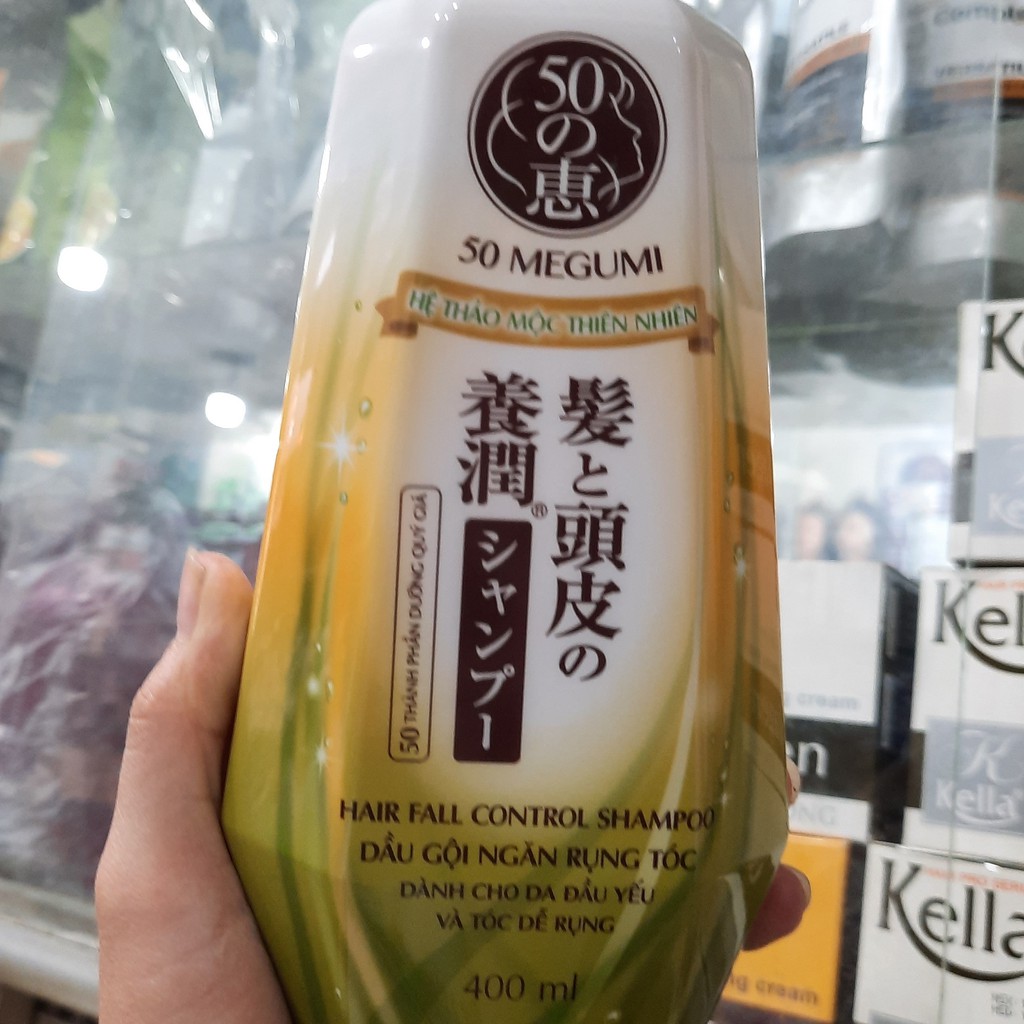 50の恵
50 MEGUMI
HỆ THẢO MỘC THIÊN NHIÊN
髪と頭皮の
養潤®
シャンプー
50 THÀNH PHẦN DƯỠNG QUÝ GIÁ
HAIR FALL CONTROL SHAMPOO
DẦU GỘI NGĂN RỤNG TÓC
DÀNH CHO DA ĐẦU YẾU
VÀ TÓC DỄ RỤNG
400 ml
Kella
Kella
cream
cream